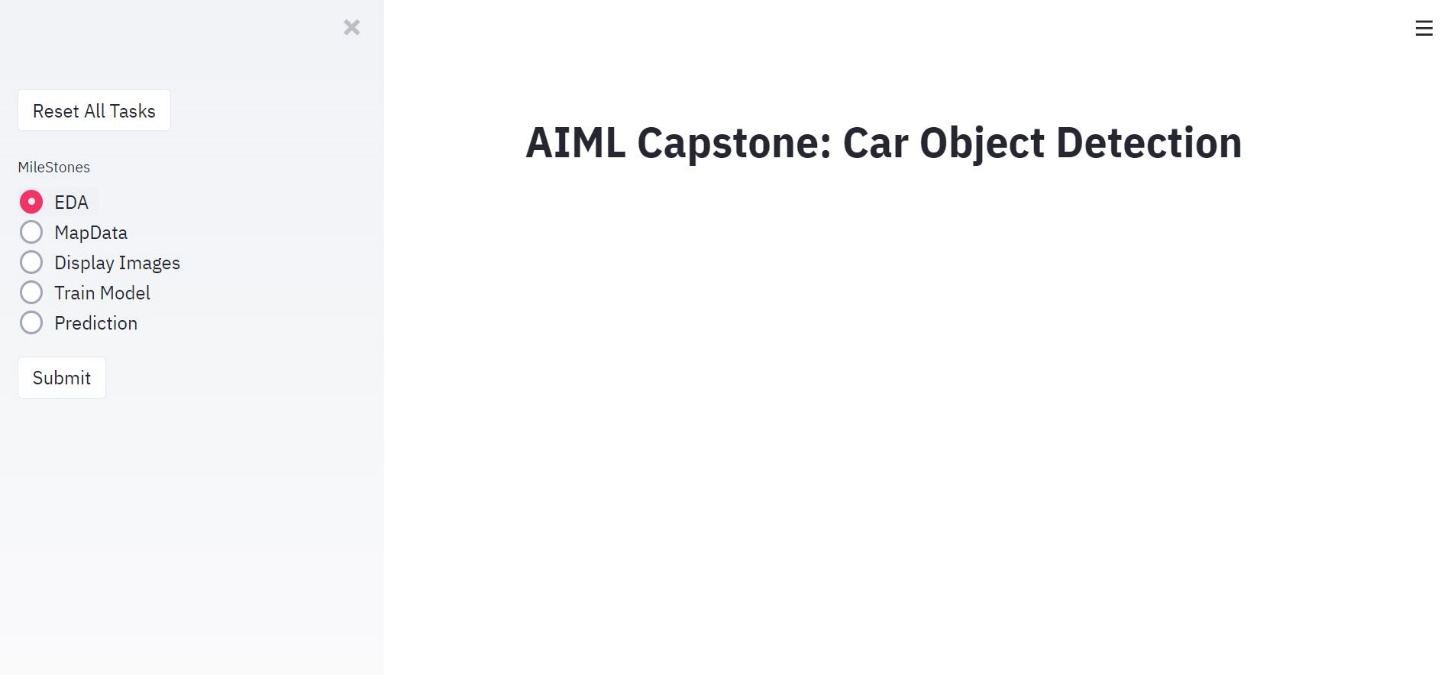 Reset All Tasks
MileStones
EDA
MapData
Display Images
Train Model
Prediction
Submit
AIML Capstone: Car Object Detection